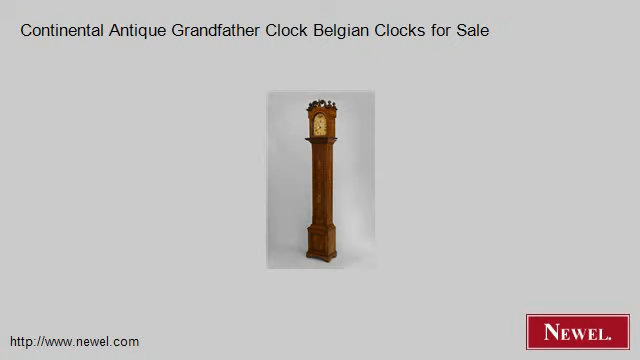 Continental Antique Grandfather Clock Belgian Clocks for Sale
http://www.newel.com
NEWEL.